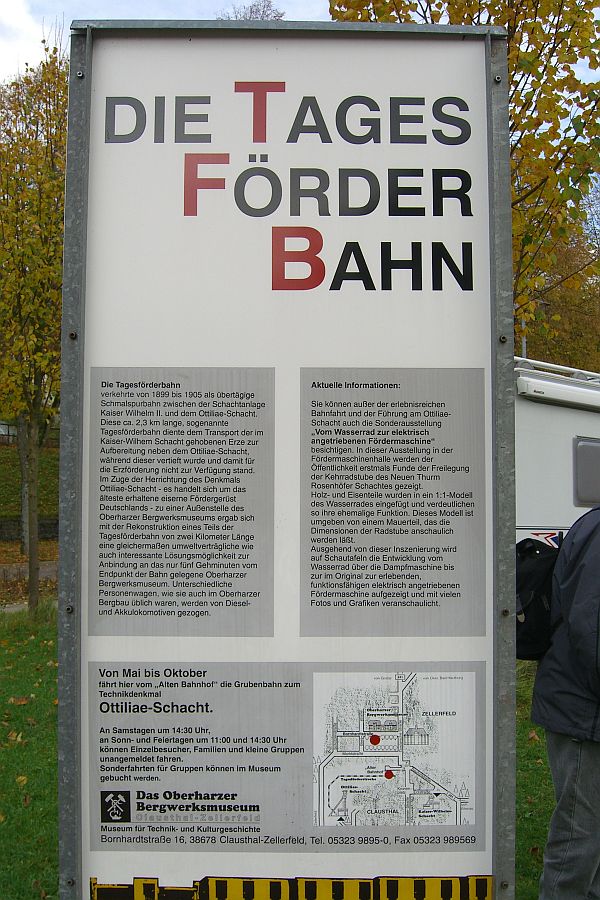 DIE TAGES
FÖRDER
BAHN
Die Tagesförderbahn
verkehrte von 1899 bis 1905 als übertägige
Schmalspurbahn zwischen der Schachtanlage
Kaiser Wilhelm II. und dem Ottiliae-Schacht.
Diese ca. 2,3 km lange, sogenannte
Tagesförderbahn diente dem Transport der im
Kaiser-Wilhem Schacht gehobenen Erze zur
Aufbereitung neben dem Ottiliae-Schacht,
während dieser vertieft wurde und damit für
die Erzförderung nicht zur Verfügung stand.
Im Zuge der Herrichtung des Denkmals
Ottiliae-Schacht - es handelt sich um das
älteste erhaltene eiserne Fördergerüst
Deutschlands - zu einer Außenstelle des
Oberharzer Bergwerksmuseums ergab sich
mit der Rekonstruktion eines Teils der
Tagesförderbahn von zwei Kilometer Länge
eine gleichermaßen umweltverträgliche wie
auch interessante Lösungsmöglichkeit zur
Anbindung an das nur fünf Gehminuten vom
Endpunkt der Bahn gelegene Oberharzer
Bergwerksmuseum. Unterschiedliche
Personenwagen, wie sie auch im Oberharzer
Bergbau üblich waren, werden von Diesel-
und Akkulokomotiven gezogen.
Aktuelle Informationen:
Sie können außer der erlebnisreichen
Bahnfahrt und der Führung am Ottiliae-
Schacht auch die Sonderausstellung
„Vom Wasserrad zur elektrisch
angetriebenen Fördermaschine"
besichtigen. In dieser Ausstellung in der
Fördermaschinenhalle werden der
Öffentlichkeit erstmals Funde der Freilegung
der Kehrradstube des Neuen Thurm
Rosenhöfer Schachtes gezeigt.
Holz- und Eisenteile wurden in ein 1:1-Modell
des Wasserrades eingefügt und verdeulichen
so ihre ehemalige Funktion. Dieses Modell ist
umgeben von einem Mauerteil, das die
Dimensionen der Radstube anschaulich
werden läßt.
Ausgehend von dieser Inszenierung wird
auf Schautafeln die Entwicklung vom
Wasserrad über die Dampfmaschine bis
zur im Original zur erlebenden,
funktionsfähigen elektrisch angetriebenen
Fördermaschine aufgezeigt und mit vielen
Fotos und Grafiken veranschaulicht.
Von Mai bis Oktober
fährt hier vom „Alten Bahnhof" die Grubenbahn zum
Technikdenkmal
Ottiliae-Schacht.
An Samstagen um 14:30 Uhr,
an Sonn- und Feiertagen um 11:00 und 14:30 Uhr
können Einzelbesucher, Familien und kleine Gruppen
unangemeldet fahren.
Sonderfahrten für Gruppen können im Museum
gebucht werden.
Das Oberharzer
Bergwerksmuseum
Clausthal-Zellerfeld
Museum für Technik- und Kulturgeschichte
Bornhardtstraße 16, 38678 Clausthal-Zellerfeld, Tel. 05323 9895-0, Fax 05323 989569
Oberharzer
Bergwerksmuseum
ZELLERFELD
Bornhardtstraße
„Alter
Bahnhof"
Tagesförderstrecke
Ottiliae-
Schacht
CLAUSTHAL
Kaiser-Wilhelm
Schacht